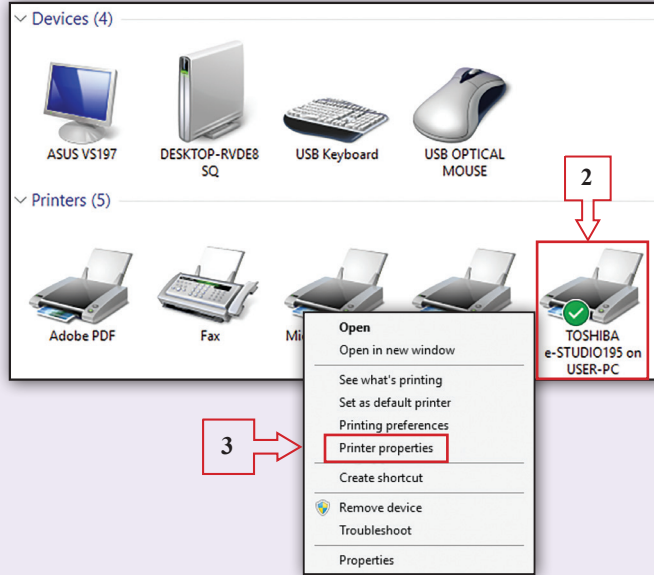 Devices (4)
ASUS VS197
DESKTOP-RVDE8
SQ
USB Keyboard
USB OPTICAL
MOUSE
2
Printers (5)
Adobe PDF
Fax
TOSHIBA
e-STUDIO195 on
USER-PC
Open
Open in new window
See what's printing
Set as default printer
Printing preferences
3
Printer properties
Create shortcut
Remove device
Troubleshoot
Properties